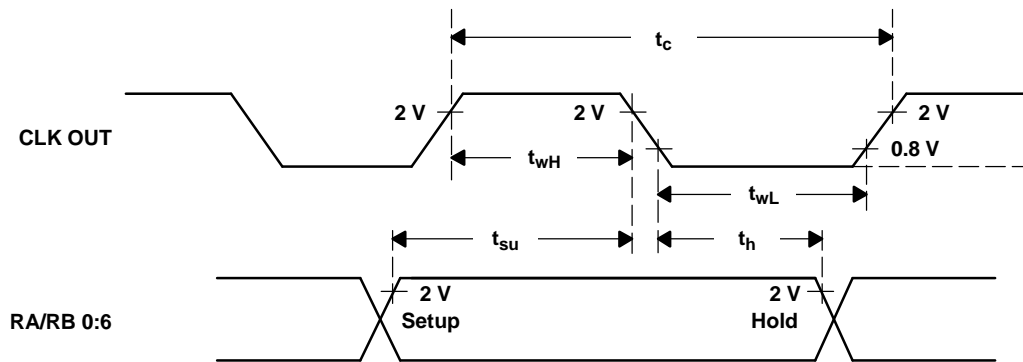 tc
2 V
2 V
2 V
CLK OUT
0.8 V
twH
twL
tsu
th
2 V
2 V
RA/RB 0:6
Setup
Hold